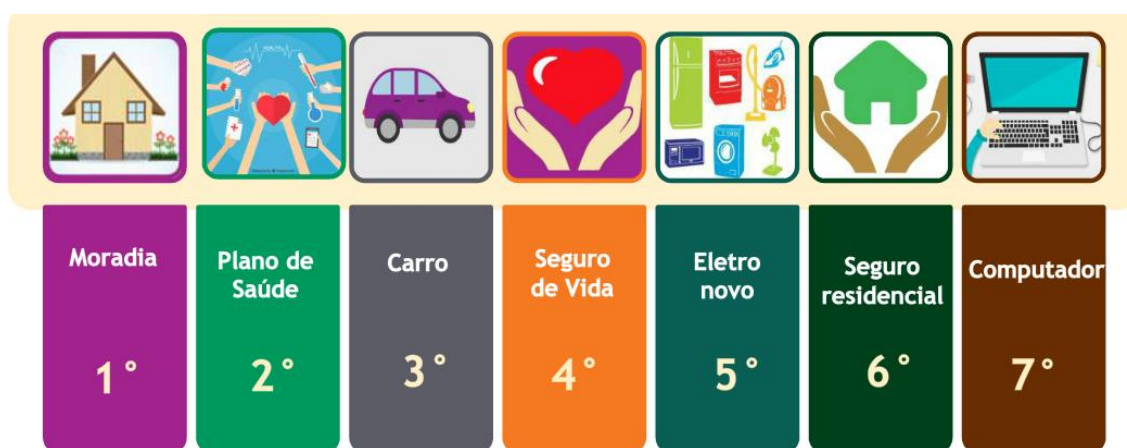 Moradia
1°
Plano de
Saúde
2°
Carro
3°
Seguro
de Vida
4°
Eletro
novo
5°
Seguro
residencial
6°
Computador
7°